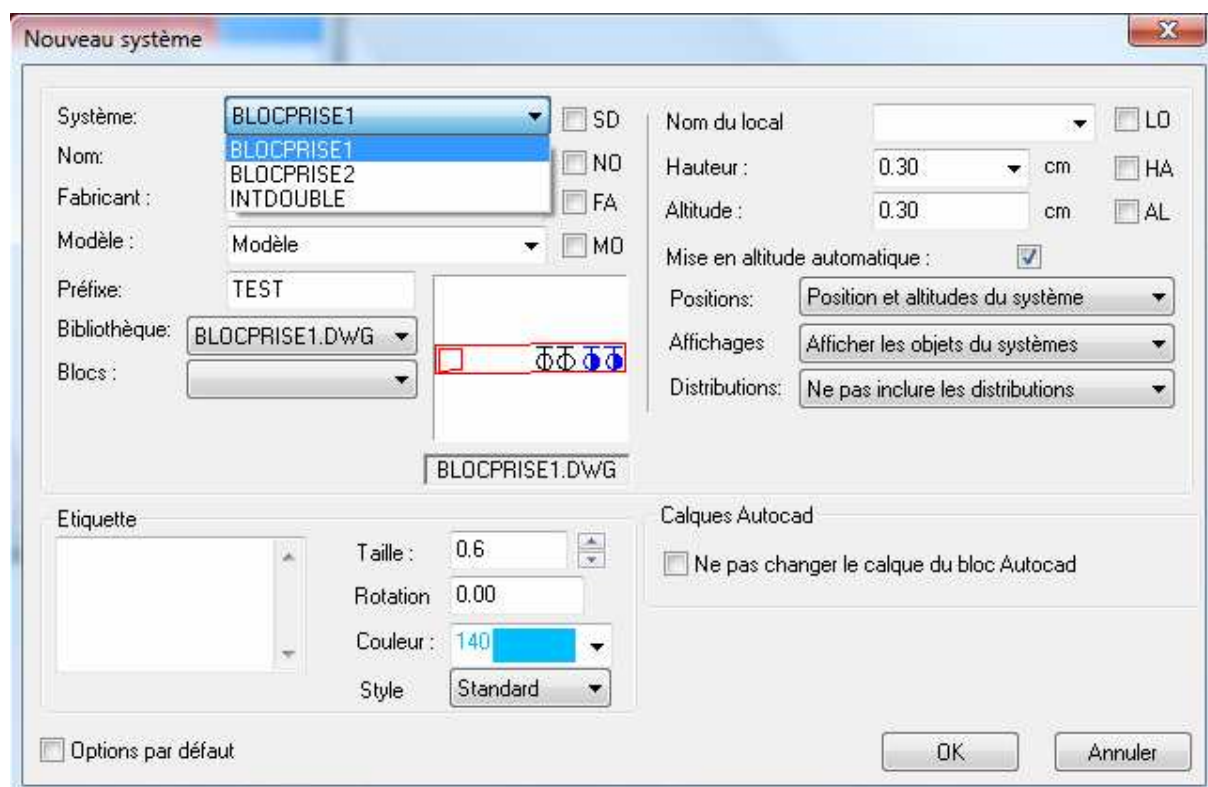 Nouveau système
Système:
BLOCPRISE1
SD
BLOCPRISE1
BLOCPRISE2
INTDOUBLE
Nom:
NO
Fabricant :
FA
Modèle :
Modèle
MO
Préfixe:
TEST
Bibliothèque:
BLOCPRISE1.DWG
Blocs :
BLOCPRISE1.DWG
Nom du local
LO
Hauteur :
0.30
cm
HA
Altitude :
0.30
cm
AL
Mise en altitude automatique :
Positions:
Position et altitudes du système
Affichages
Afficher les objets du systèmes
Distributions:
Ne pas inclure les distributions
Etiquette
Taille :
0.6
Rotation
0.00
Couleur :
140
Style
Standard
Calques Autocad
Ne pas changer le calque du bloc Autocad
Options par défaut
OK
Annuler